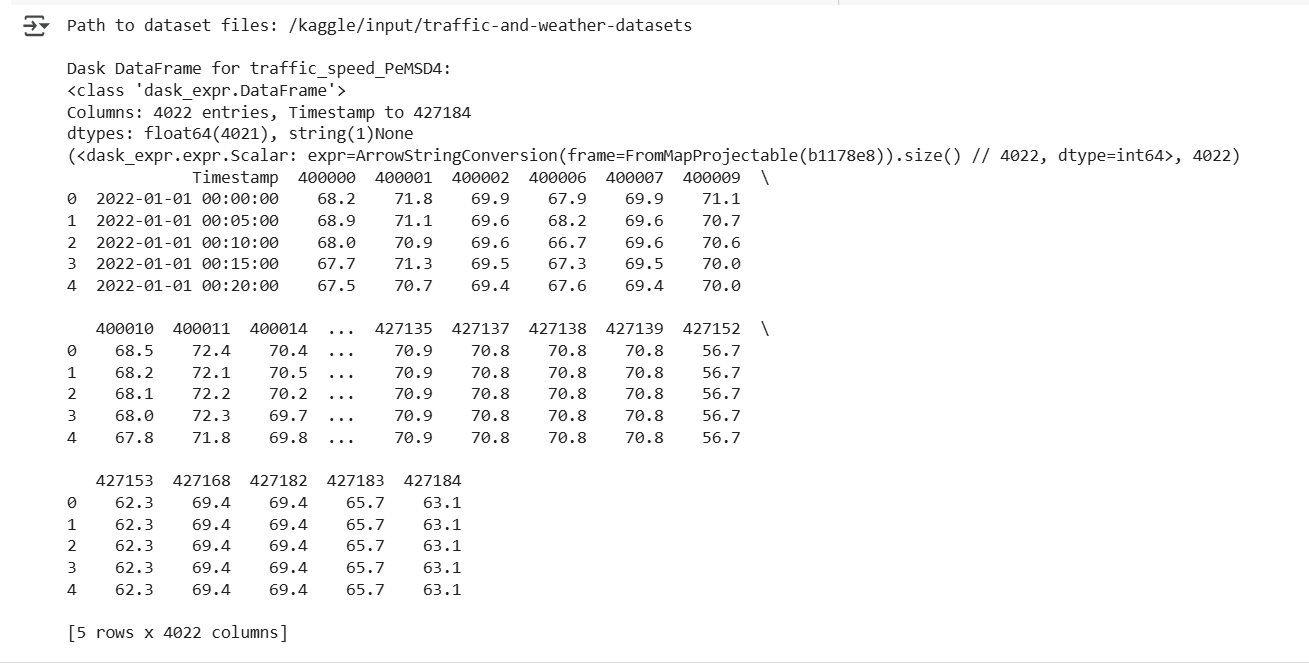 Path to dataset files: /kaggle/input/traffic-and-weather-datasets
Dask DataFrame for traffic_speed_PeMSD4:
<class 'dask_expr.DataFrame'>
Columns: 4022 entries, Timestamp to 427184
dtypes: float64(4021), string(1)None
(<dask_expr.expr.Scalar: expr=ArrowStringConversion(frame=FromMapProjectable(b1178e8)).size() // 4022, dtype=int64>, 4022)
Timestamp 400000 400001 400002 400006 400007 400009 \
0 2022-01-01 00:00:00 68.2 71.8 69.9 67.9 69.9 71.1
1 2022-01-01 00:05:00 68.9 71.1 69.6 68.2 69.6 70.7
2 2022-01-01 00:10:00 68.0 70.9 69.6 66.7 69.6 70.6
3 2022-01-01 00:15:00 67.7 71.3 69.5 67.3 69.5 70.0
4 2022-01-01 00:20:00 67.5 70.7 69.4 67.6 69.4 70.0
400010 400011 400014 ... 427135 427137 427138 427139 427152 \
0 68.5 72.4 70.4 ... 70.9 70.8 70.8 70.8 56.7
1 68.2 72.1 70.5 ... 70.9 70.8 70.8 70.8 56.7
2 68.1 72.2 70.2 ... 70.9 70.8 70.8 70.8 56.7
3 68.0 72.3 69.7 ... 70.9 70.8 70.8 70.8 56.7
4 67.8 71.8 69.8 ... 70.9 70.8 70.8 70.8 56.7
427153 427168 427182 427183 427184
0 62.3 69.4 69.4 65.7 63.1
1 62.3 69.4 69.4 65.7 63.1
2 62.3 69.4 69.4 65.7 63.1
3 62.3 69.4 69.4 65.7 63.1
4 62.3 69.4 69.4 65.7 63.1
[5 rows x 4022 columns]